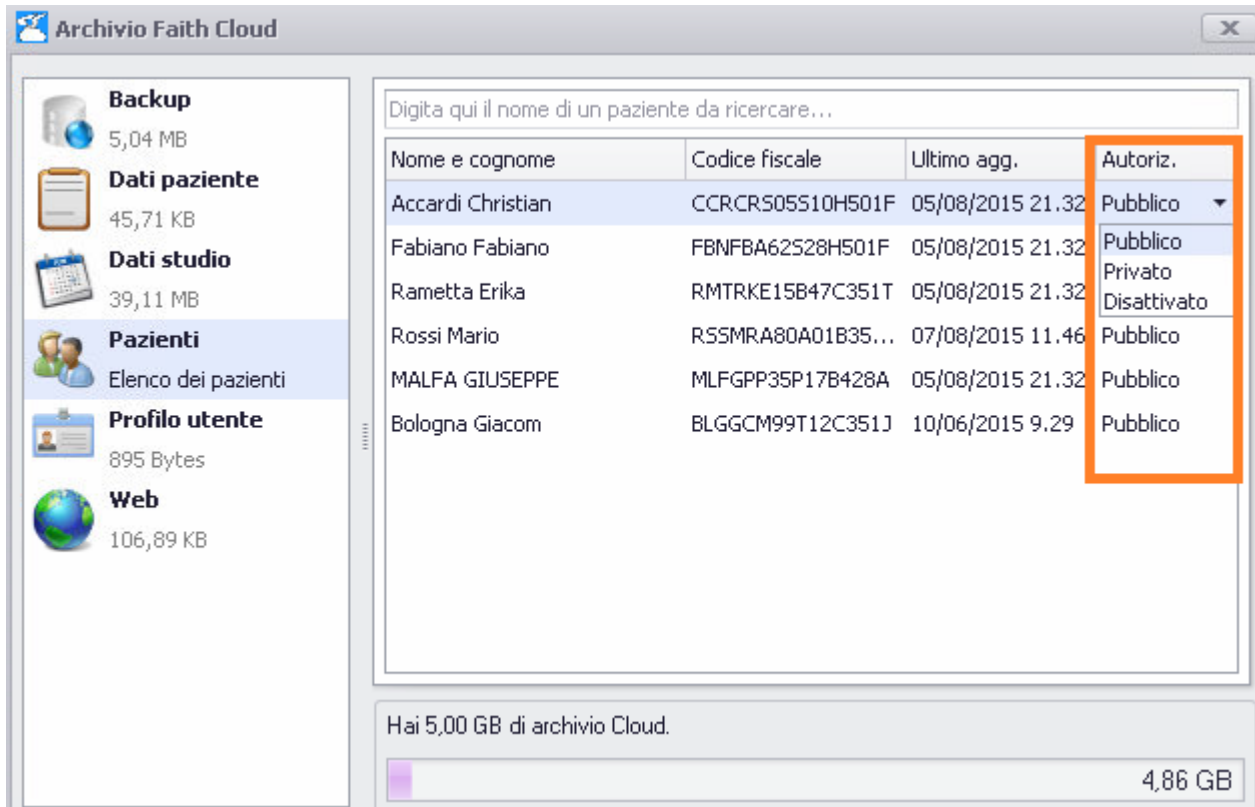 Archivio Faith Cloud
Backup
5,04 MB
Dati paziente
45,71 KB
Dati studio
39,11 MB
Pazienti
Elenco dei pazienti
Profilo utente
895 Bytes
Web
106,89 KB
Digita qui il nome di un paziente da ricercare...
Nome e cognome Codice fiscale Ultimo agg. Autoriz.
Accardi Christian CCRCRS05S10H501F 05/08/2015 21.32 Pubblico
Fabiano Fabiano FBNFBA62S28H501F 05/08/2015 21.32 Pubblico
Privato
Rametta Erika RMTRKE15B47C351T 05/08/2015 21.32 Disattivato
Rossi Mario RSSMRA80A01B35... 07/08/2015 11.46 Pubblico
MALFA GIUSEPPE MLFGPP35P17B428A 05/08/2015 21.32 Pubblico
Bologna Giacom BLGGCM99T12C351J 10/06/2015 9.29 Pubblico
Hai 5,00 GB di archivio Cloud.
4,86 GB